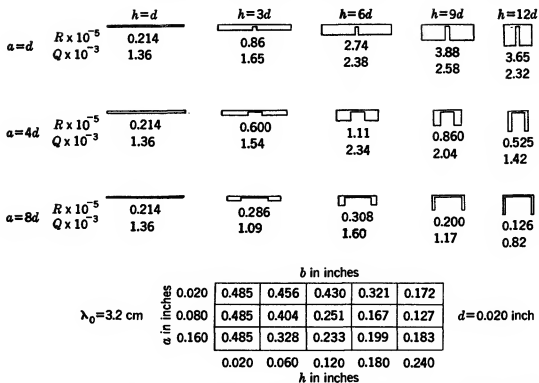 h=d h=3d h=6d h=9d h=12d
a=d R x 10⁻⁵ 0.214 0.86 2.74 3.88 3.65
Q x 10⁻³ 1.36 1.65 2.38 2.58 2.32
a=4d R x 10⁻⁵ 0.214 0.600 1.11 0.860 0.525
Q x 10⁻³ 1.36 1.54 2.34 2.04 1.42
a=8d R x 10⁻⁵ 0.214 0.286 0.308 0.200 0.126
Q x 10⁻³ 1.36 1.09 1.60 1.17 0.82
b in inches
λ₀=3.2 cm a in inches d=0.020 inch
0.020 0.485 0.456 0.430 0.321 0.172
0.080 0.485 0.404 0.251 0.167 0.127
0.160 0.485 0.328 0.233 0.199 0.183
0.020 0.060 0.120 0.180 0.240
h in inches